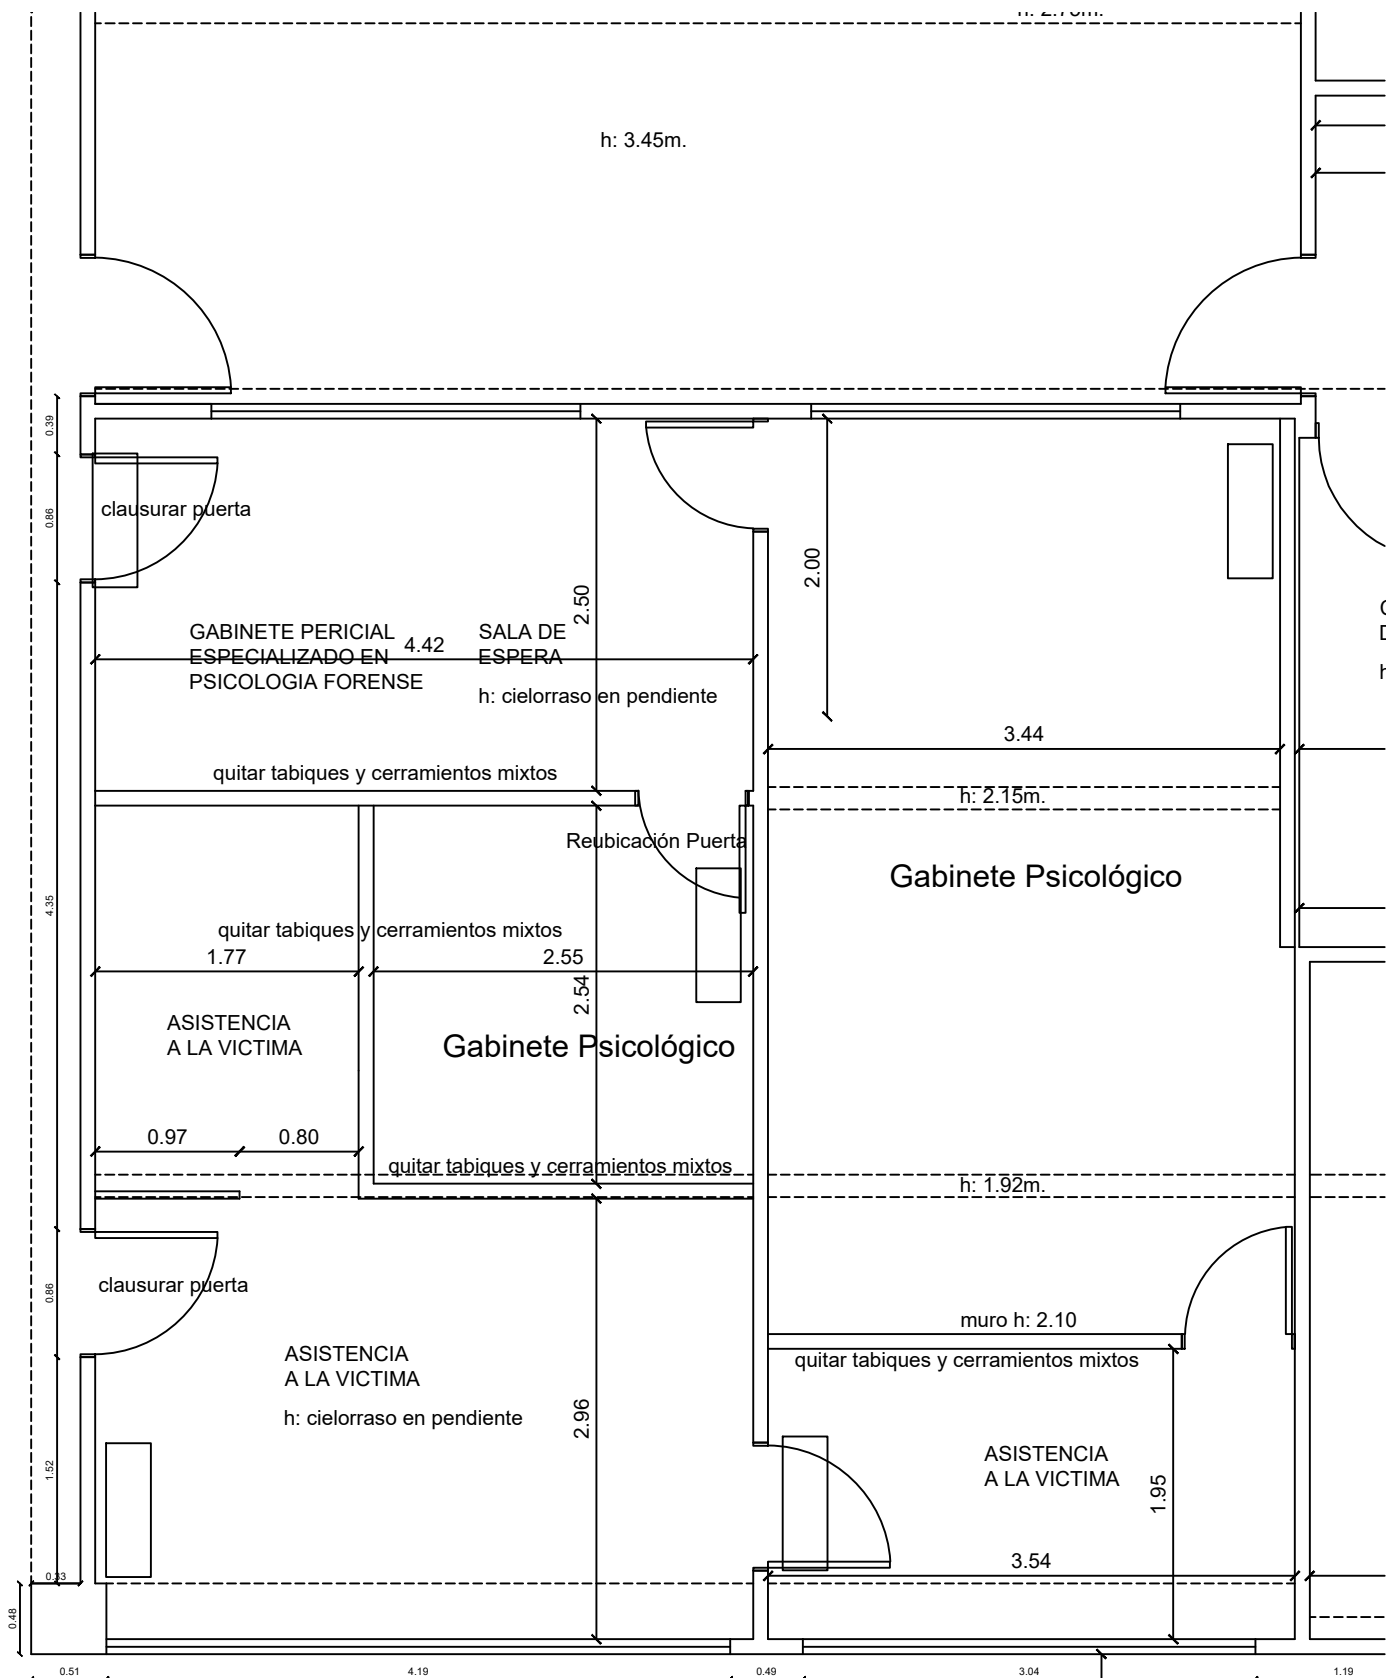 h: 2.75m.
h: 3.45m.
0.39
clausurar puerta
0.86
2.50
2.00
GABINETE PERICIAL
ESPECIALIZADO EN
PSICOLOGIA FORENSE
4.42
SALA DE
ESPERA
h: cielorraso en pendiente
3.44
quitar tabiques y cerramientos mixtos
h: 2.15m.
Reubicación Puerta
Gabinete Psicológico
4.35
quitar tabiques y cerramientos mixtos
1.77
2.55
2.54
ASISTENCIA
A LA VICTIMA
Gabinete Psicológico
0.97
0.80
quitar tabiques y cerramientos mixtos
h: 1.92m.
clausurar puerta
0.86
muro h: 2.10
quitar tabiques y cerramientos mixtos
ASISTENCIA
A LA VICTIMA
h: cielorraso en pendiente
2.96
1.52
ASISTENCIA
A LA VICTIMA
1.95
3.54
0.33
0.48
0.51
4.19
0.49
3.04
1.19